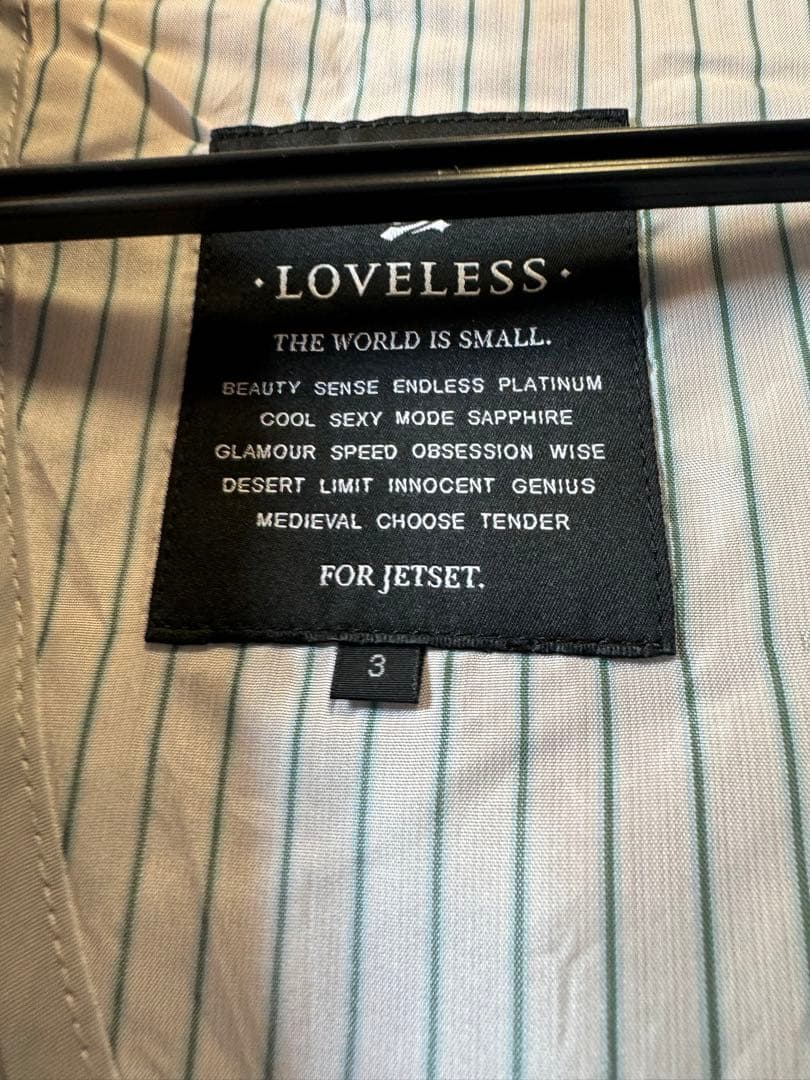 · LOVELESS ·
THE WORLD IS SMALL.
BEAUTY SENSE ENDLESS PLATINUM
COOL SEXY MODE SAPPHIRE
GLAMOUR SPEED OBSESSION WISE
DESERT LIMIT INNOCENT GENIUS
MEDIEVAL CHOOSE TENDER
FOR JETSET.
3